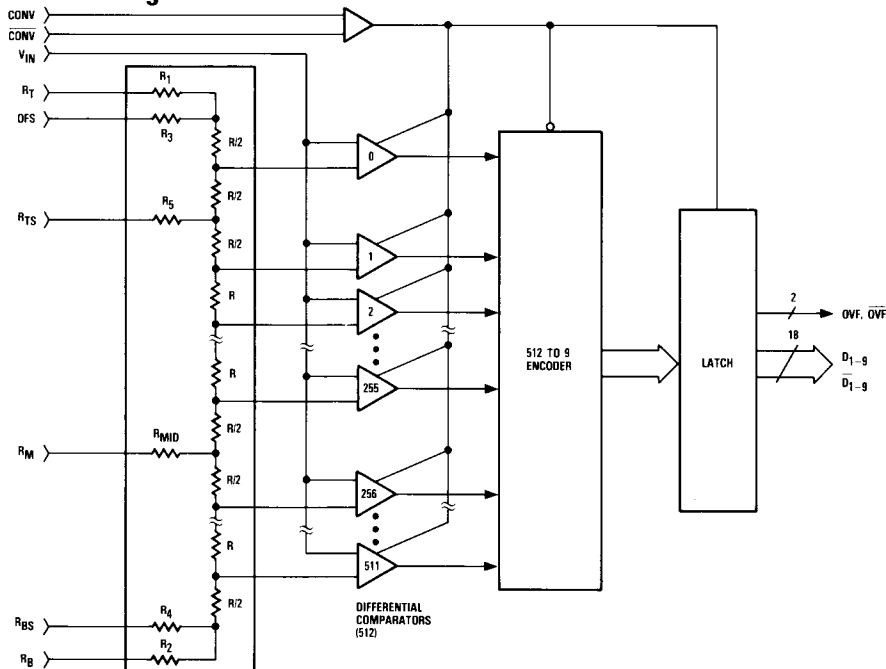 CONV
CONV
VIN
RT
R1
OFS
R3
R/2
0
R/2
RTS
R5
R/2
1
R
2
2
OVF, OVF
18
512 TO 9
ENCODER
LATCH
D1-9
D1-9
R
255
R/2
RM
RMID
R/2
256
R
511
R/2
DIFFERENTIAL
COMPARATORS
(512)
RBS
R4
R2
RB